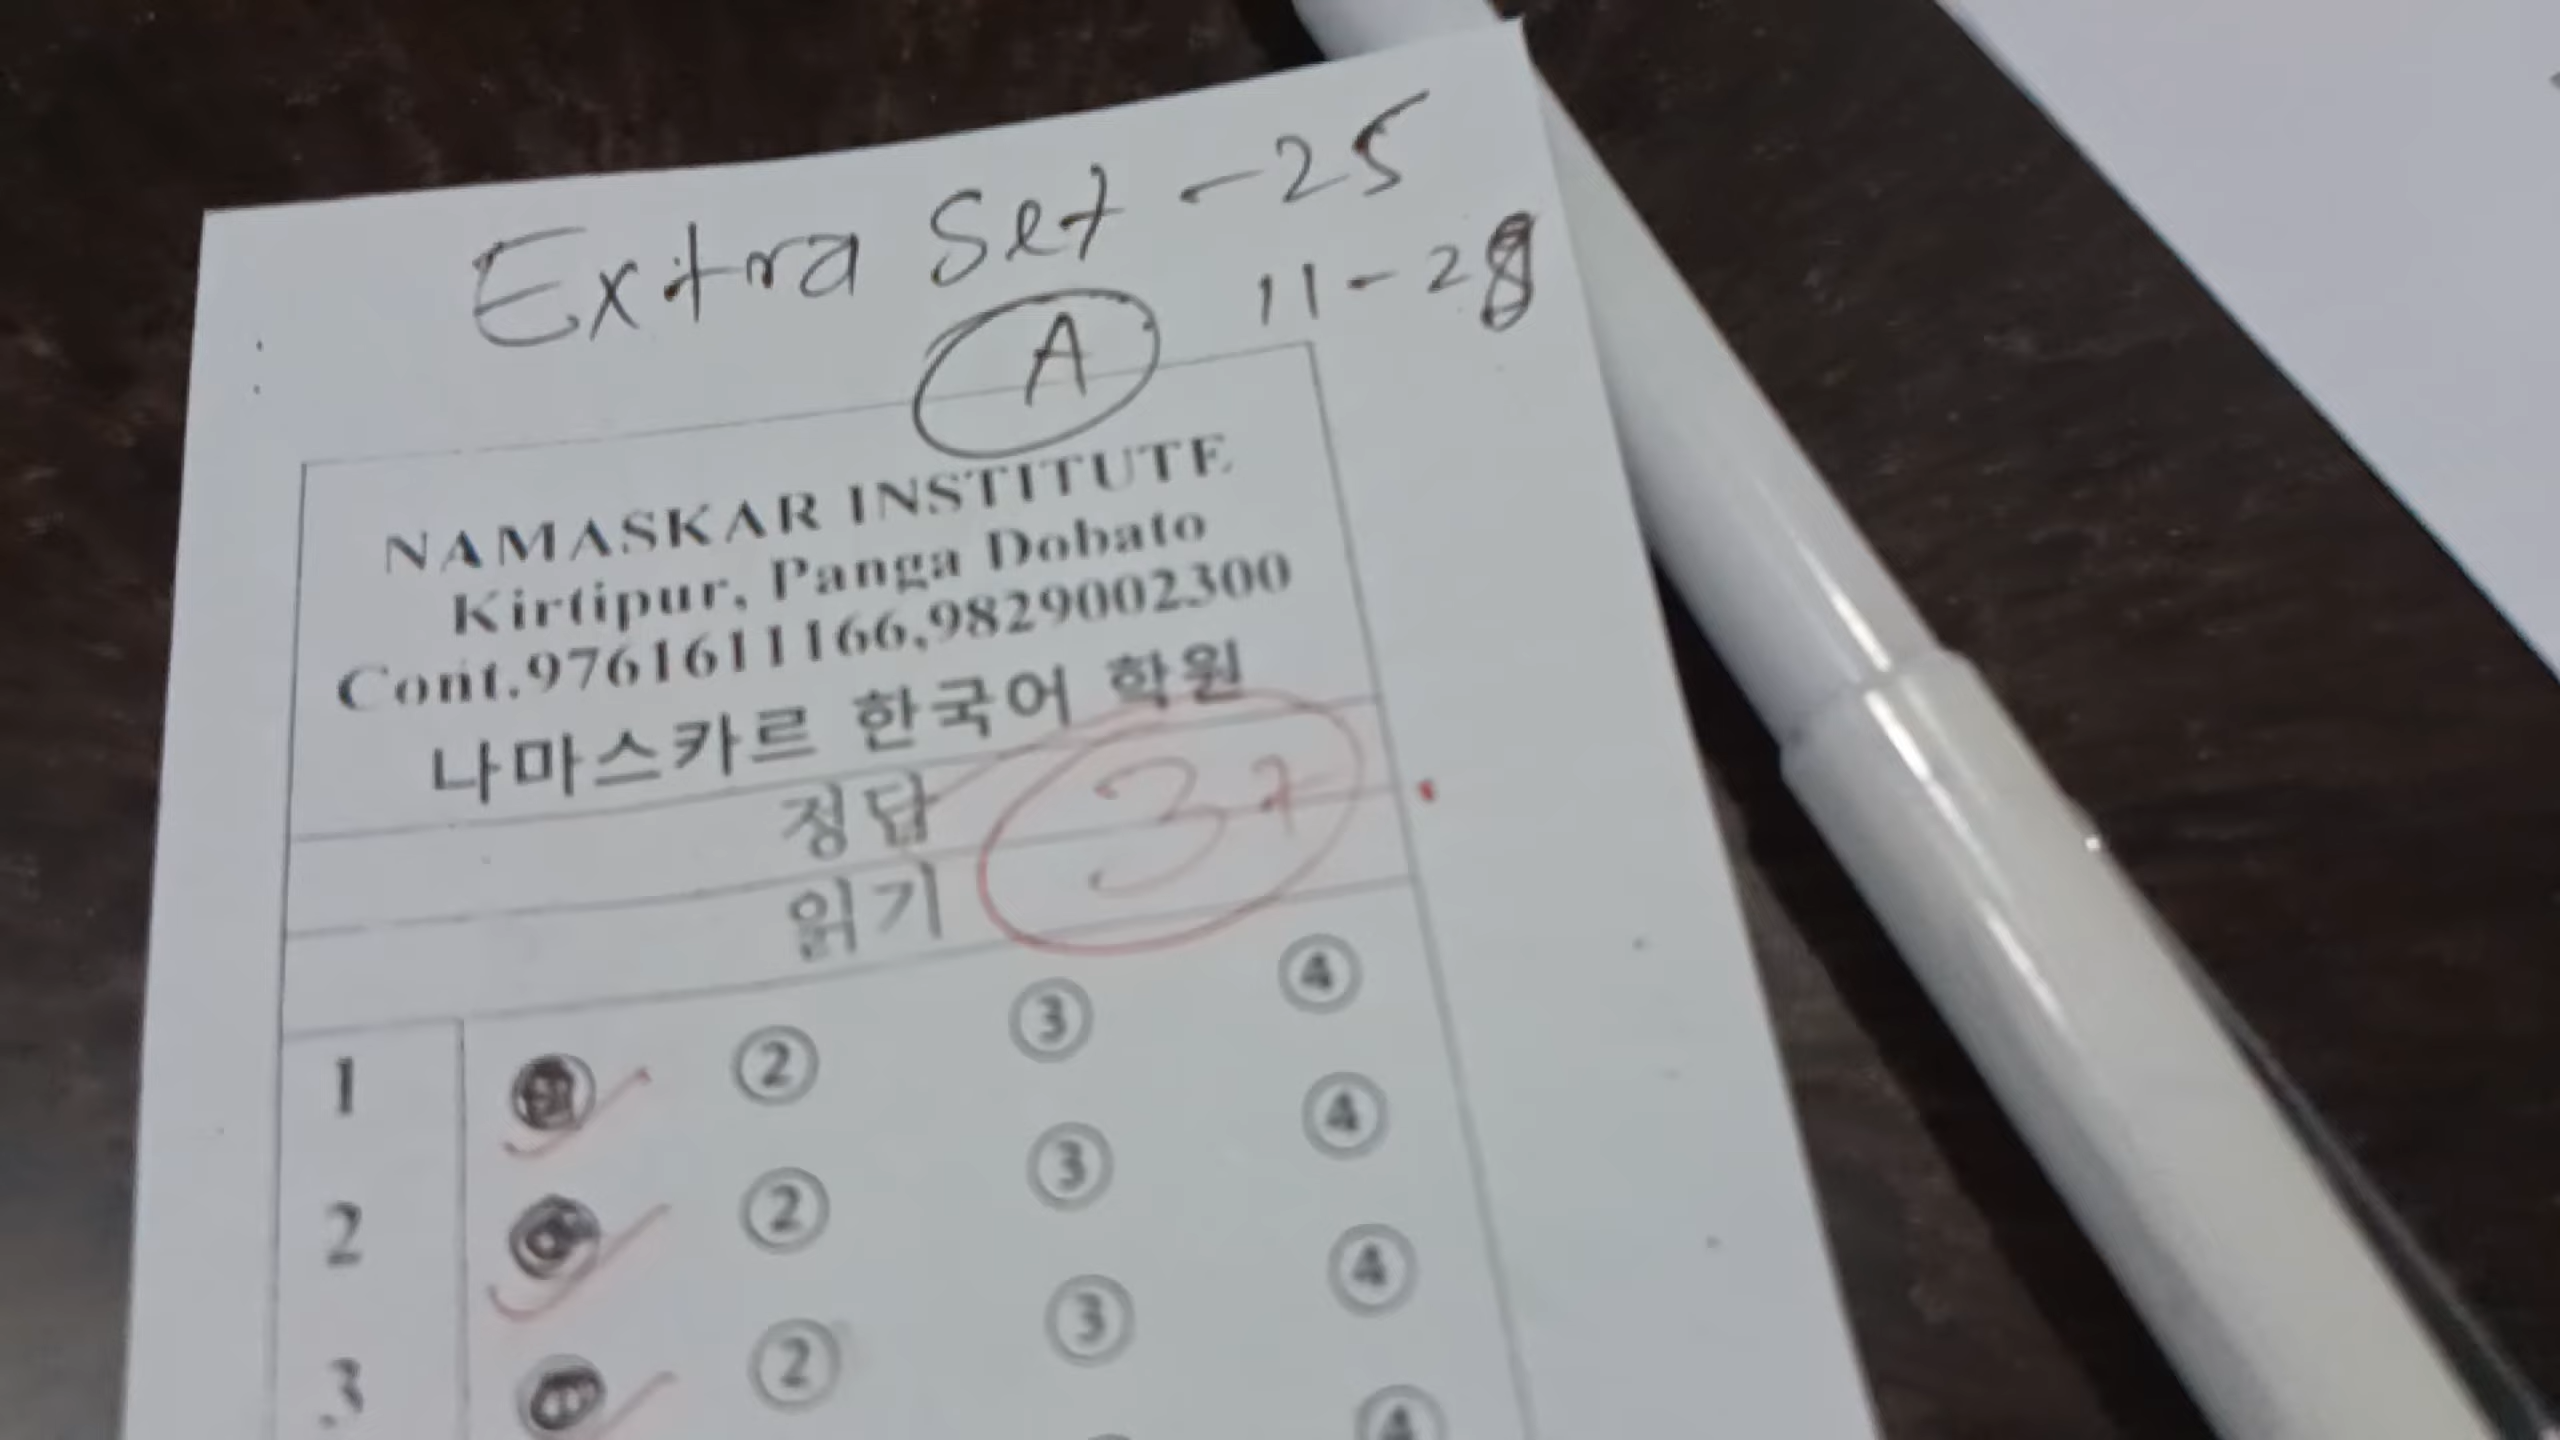 Extra Set - 25
11 - 28
A
NAMASKAR INSTITUTE
Kirtipur, Panga Dobato
Cont.9761611166,9829002300
나마스카르 한국어 학원
정답
읽기
1 ② ③ ④
2 ② ③ ④
3 ② ③ ④
④